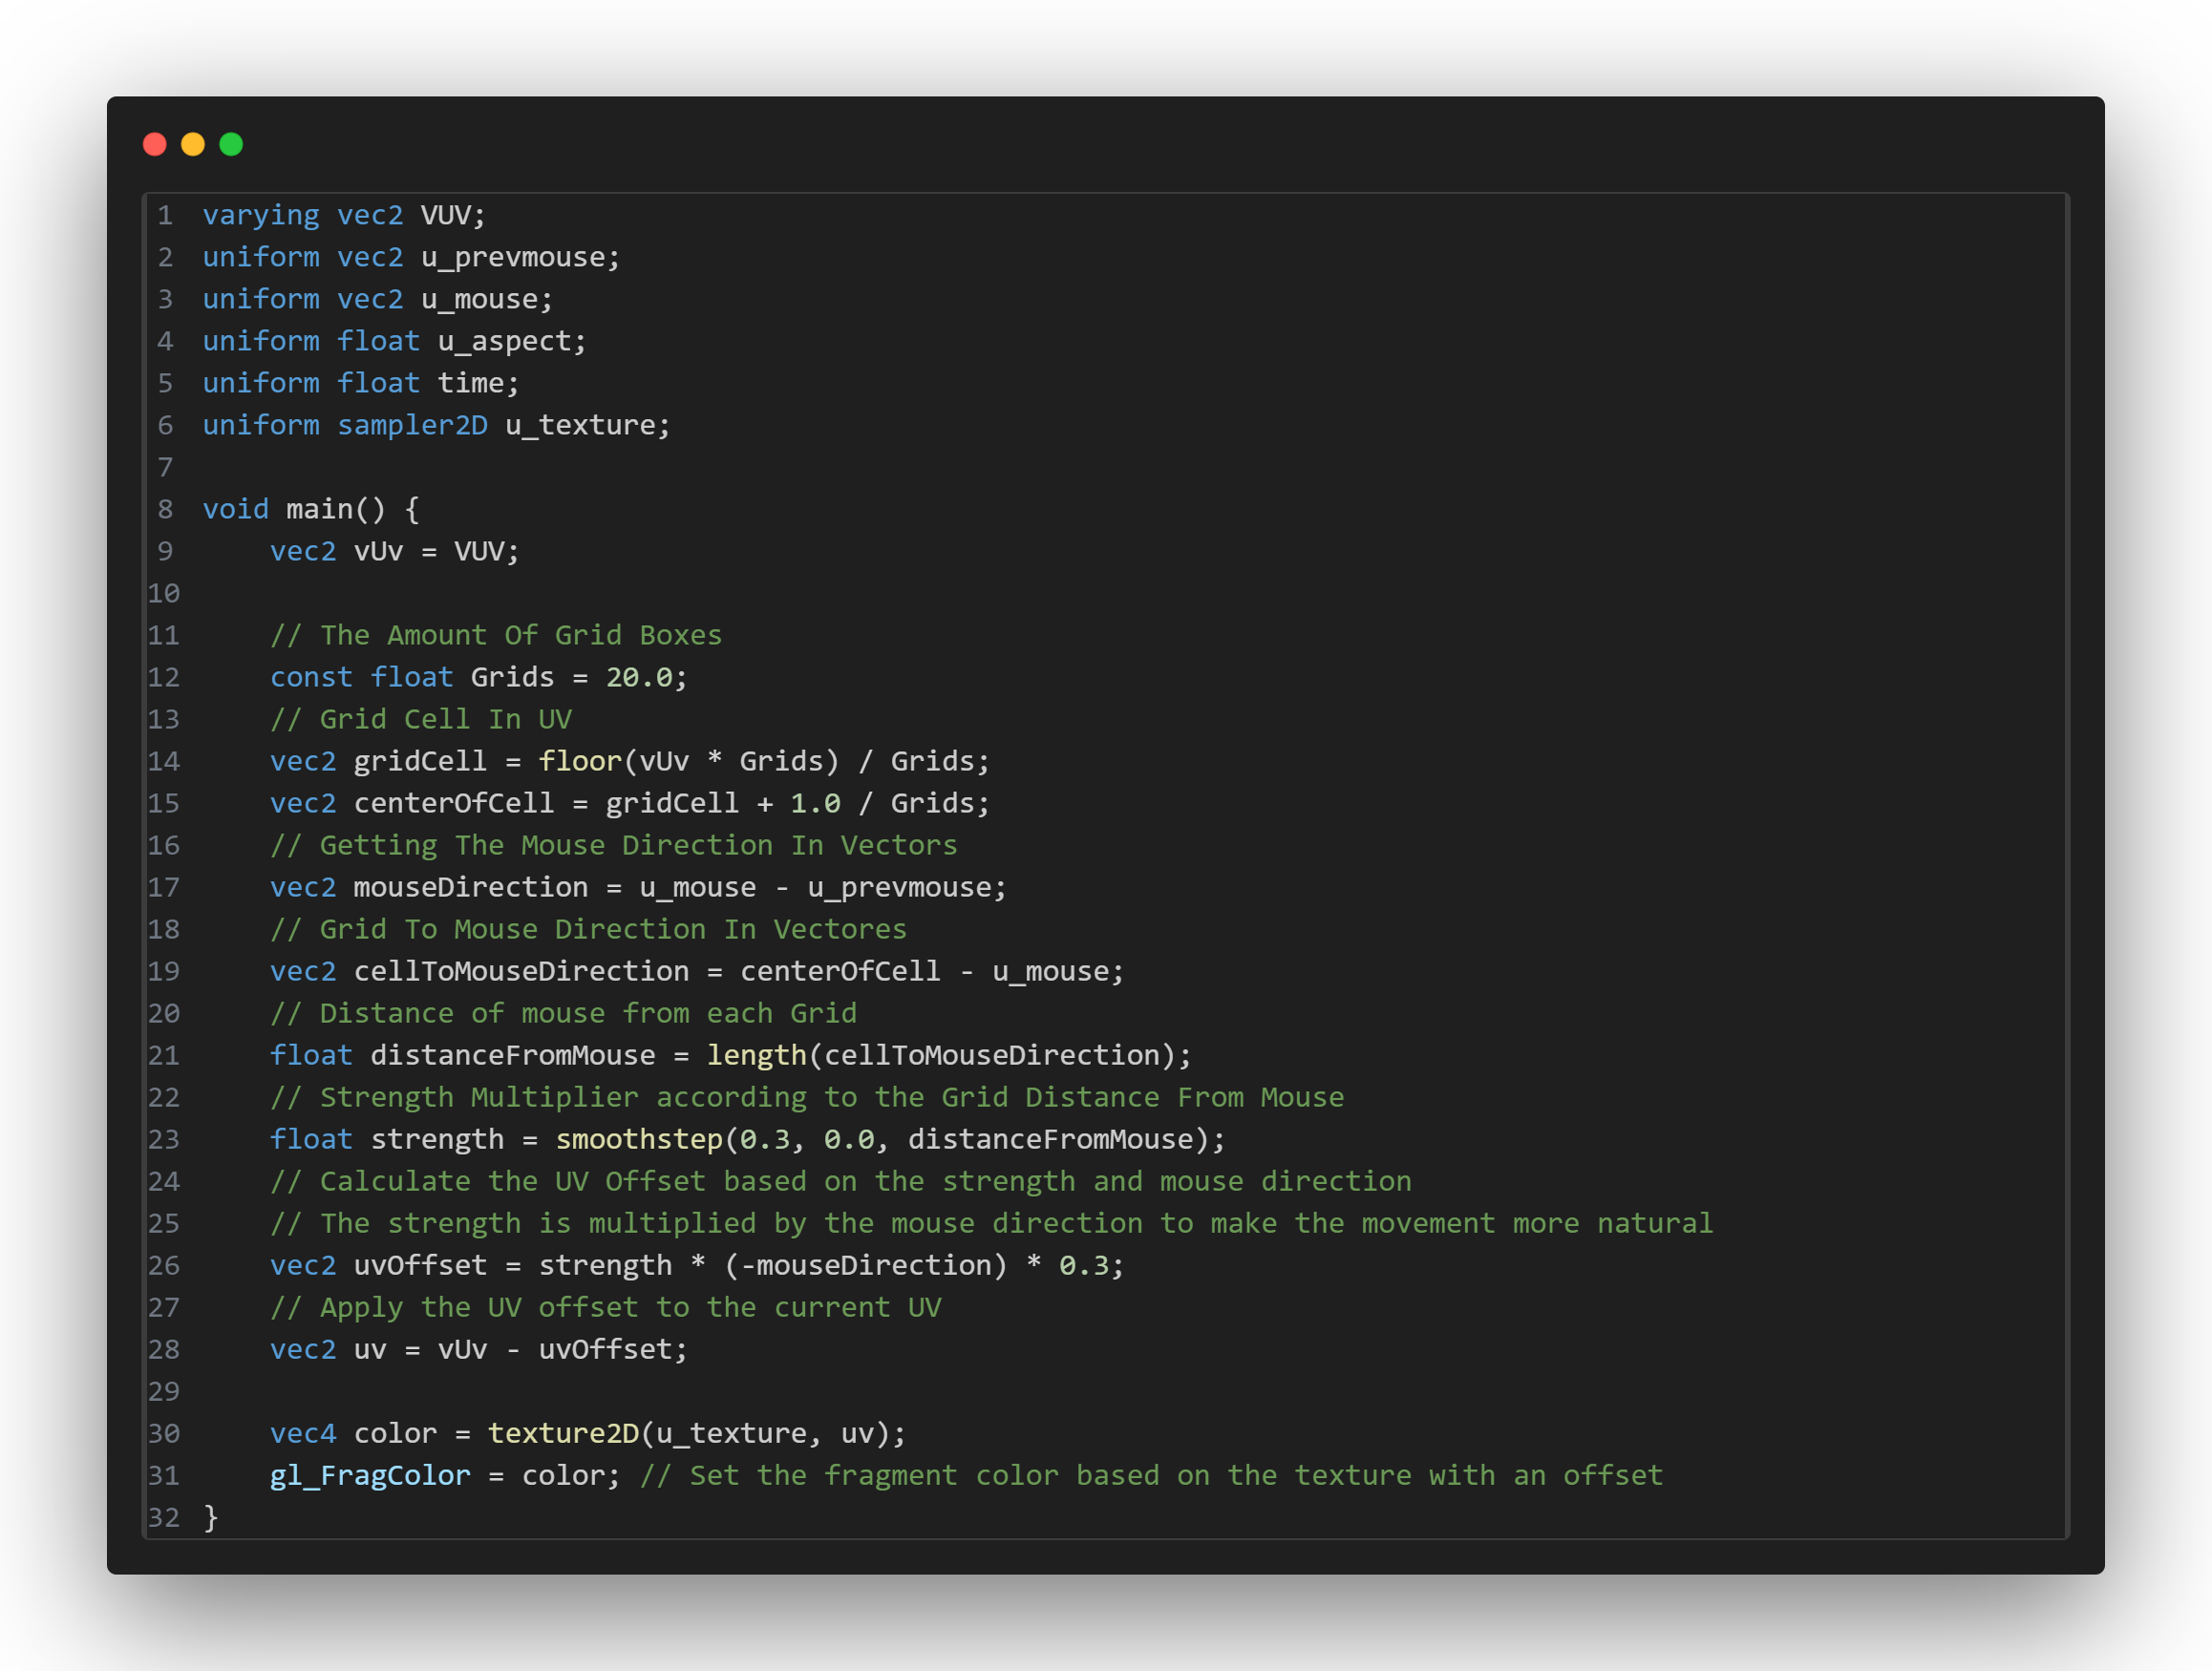 1 varying vec2 VUV;
2 uniform vec2 u_prevmouse;
3 uniform vec2 u_mouse;
4 uniform float u_aspect;
5 uniform float time;
6 uniform sampler2D u_texture;
7
8 void main() {
9     vec2 vUv = VUV;
10
11     // The Amount Of Grid Boxes
12     const float Grids = 20.0;
13     // Grid Cell In UV
14     vec2 gridCell = floor(vUv * Grids) / Grids;
15     vec2 centerOfCell = gridCell + 1.0 / Grids;
16     // Getting The Mouse Direction In Vectors
17     vec2 mouseDirection = u_mouse - u_prevmouse;
18     // Grid To Mouse Direction In Vectores
19     vec2 cellToMouseDirection = centerOfCell - u_mouse;
20     // Distance of mouse from each Grid
21     float distanceFromMouse = length(cellToMouseDirection);
22     // Strength Multiplier according to the Grid Distance From Mouse
23     float strength = smoothstep(0.3, 0.0, distanceFromMouse);
24     // Calculate the UV Offset based on the strength and mouse direction
25     // The strength is multiplied by the mouse direction to make the movement more natural
26     vec2 uvOffset = strength * (-mouseDirection) * 0.3;
27     // Apply the UV offset to the current UV
28     vec2 uv = vUv - uvOffset;
29
30     vec4 color = texture2D(u_texture, uv);
31     gl_FragColor = color; // Set the fragment color based on the texture with an offset
32 }